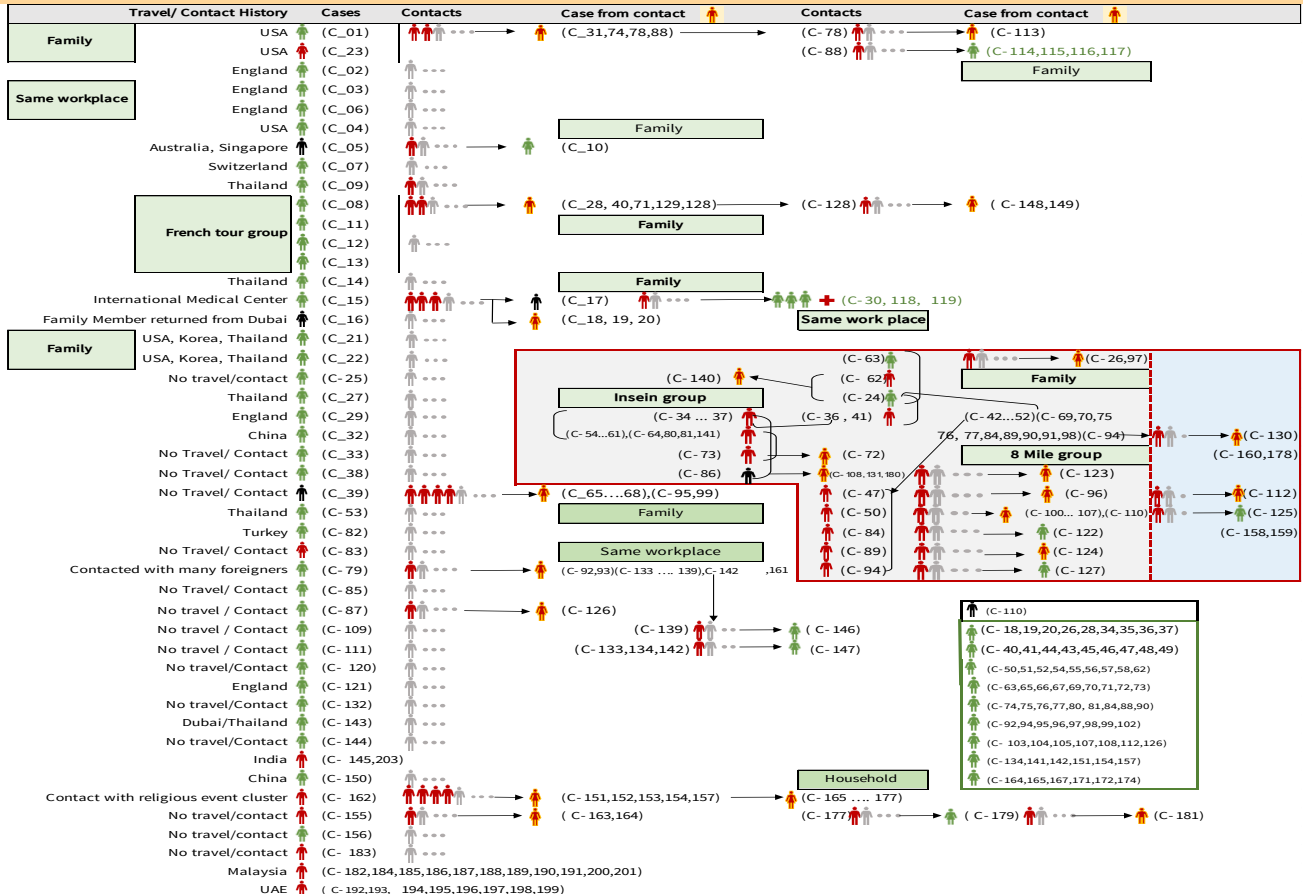 Travel/ Contact History Cases Contacts Case from contact Contacts Case from contact
Family
USA (C_01) (C_31,74,78,88) (C-78) (C-113)
USA (C_23) (C-88) (C-114,115,116,117)
England (C_02) Family
Same workplace
England (C_03)
England (C_06)
USA (C_04) Family
Australia, Singapore (C_05) (C_10)
Switzerland (C_07)
Thailand (C_09)
French tour group
(C_08) (C_28, 40,71,129,128) (C-128) ( C-148,149)
(C_11) Family
(C_12)
(C_13)
Thailand (C_14) Family
International Medical Center (C_15) (C_17) (C-30, 118, 119)
Family Member returned from Dubai (C_16) (C_18, 19, 20) Same work place
Family
USA, Korea, Thailand (C_21)
USA, Korea, Thailand (C_22) (C-63) (C-26,97)
No travel/contact (C-25) (C-140) (C- 62) Family
Thailand (C_27) Insein group (C-24)
England (C_29) (C-34 ... 37) (C-36 , 41) (C-42...52)(C-69,70,75
China (C_32) (C-54...61),(C-64,80,81,141) 76, 77,84,89,90,91,98)(C-94) (C-130)
No Travel/ Contact (C_33) (C-73) (C-72) 8 Mile group (C-160,178)
No Travel/ Contact (C_38) (C-86) (C-108,131,180) (C-123)
No Travel/ Contact (C_39) (C_65....68),(C-95,99) (C-47) (C-96) (C-112)
Thailand (C-53) Family (C-50) (C-100... 107),(C-110) (C-125)
Turkey (C-82) (C-84) (C-122) (C-158,159)
No Travel/ Contact (C-83) Same workplace (C-89) (C-124)
Contacted with many foreigners (C-79) (C-92,93)(C-133 .... 139),C-142 ,161 (C-94) (C-127)
No Travel/ Contact (C-85)
No travel / Contact (C-87) (C-126) (C-110)
No travel / Contact (C-109) (C-139) ( C-146) (C- 18,19,20,26,28,34,35,36,37)
No travel / Contact (C-111) (C-133,134,142) (C-147) (C- 40,41,44,43,45,46,47,48,49)
No travel/Contact (C- 120) (C-50,51,52,54,55,56,57,58,62)
England (C-121) (C-63,65,66,67,69,70,71,72,73)
No travel/Contact (C-132) (C-74,75,76,77,80, 81,84,88,90)
Dubai/Thailand (C-143) (C-92,94,95,96,97,98,99,102)
No travel/Contact (C-144) (C- 103,104,105,107,108,112,126)
India (C- 145,203) (C-134,141,142,151,154,157)
China (C-150) Household (C-164,165,167,171,172,174)
Contact with religious event cluster (C- 162) (C-151,152,153,154,157) (C-165 .... 177)
No travel/contact (C-155) ( C-163,164) (C-177) ( C-179) (C-181)
No travel/contact (C-156)
No travel/contact (C- 183)
Malaysia (C-182,184,185,186,187,188,189,190,191,200,201)
UAE ( C-192,193, 194,195,196,197,198,199)